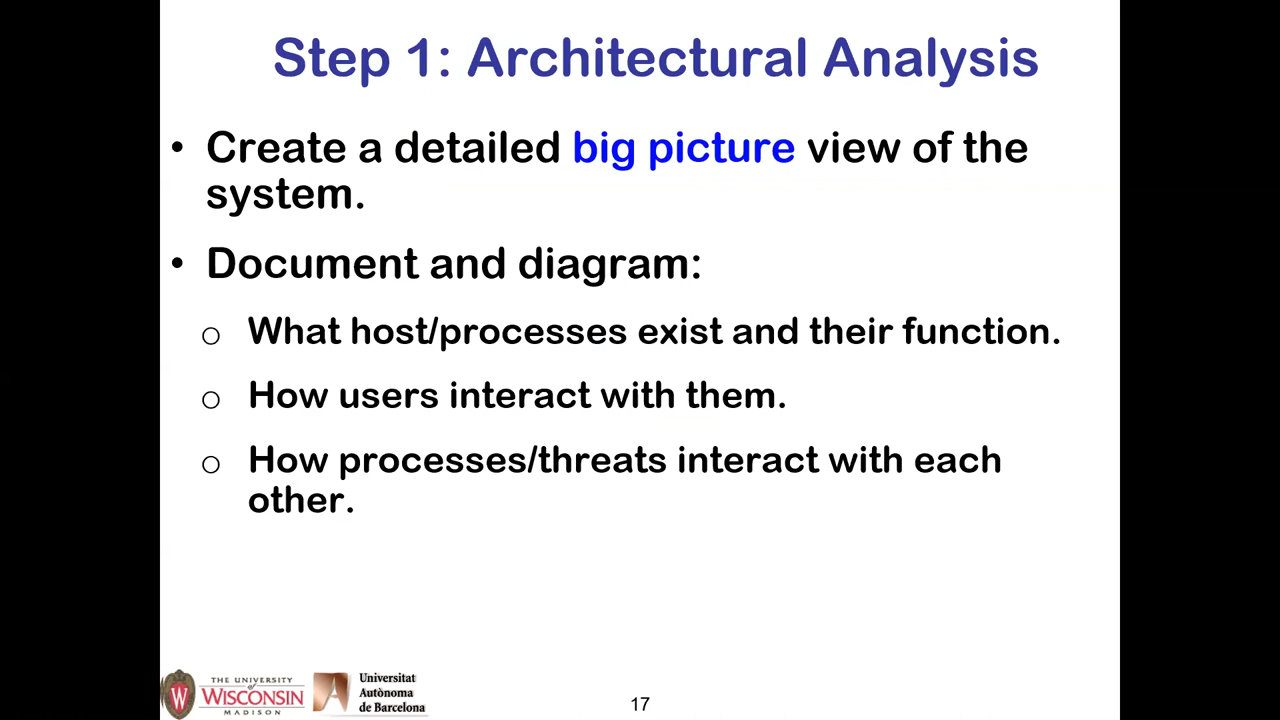 Step 1: Architectural Analysis
• Create a detailed big picture view of the
system.
• Document and diagram:
o What host/processes exist and their function.
o How users interact with them.
o How processes/threats interact with each
other.
THE UNIVERSITY
of
WISCONSIN
MADISON
Universitat
Autònoma
de Barcelona
17